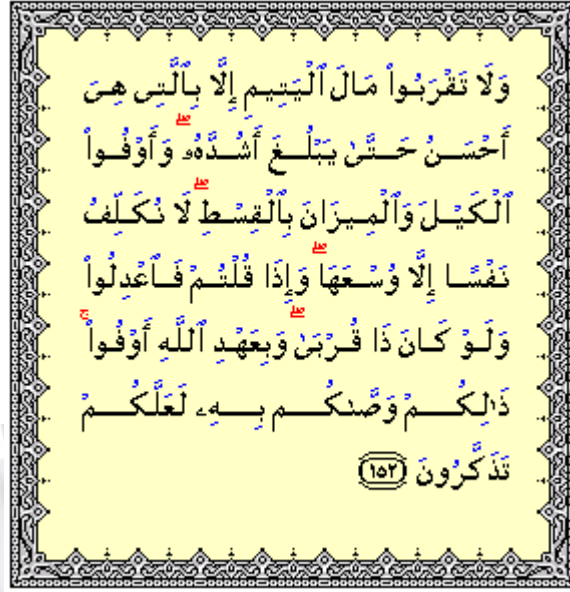 وَلَا تَقْرَبُوا۟ مَالَ ٱلْيَتِيمِ إِلَّا بِٱلَّتِى هِىَ
أَحْسَنُ حَتَّىٰ يَبْلُغَ أَشُدَّهُۥ ۖ وَأَوْفُوا۟
ٱلْكَيْلَ وَٱلْمِيزَانَ بِٱلْقِسْطِ ۖ لَا نُكَلِّفُ
نَفْسًا إِلَّا وُسْعَهَا ۖ وَإِذَا قُلْتُمْ فَٱعْدِلُوا۟
وَلَوْ كَانَ ذَا قُرْبَىٰ ۖ وَبِعَهْدِ ٱللَّهِ أَوْفُوا۟ ۚ
ذَٰلِكُمْ وَصَّىٰكُم بِهِۦ لَعَلَّكُمْ
تَذَكَّرُونَ ١٥٢